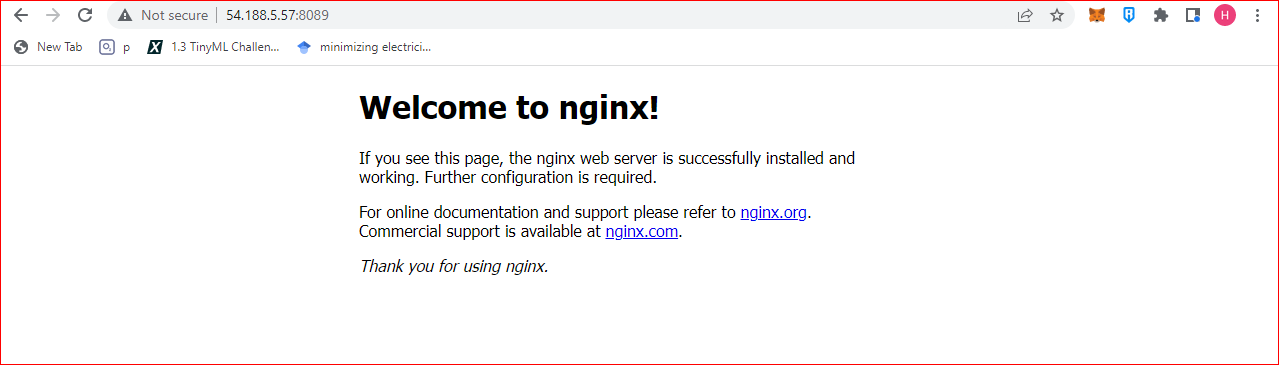 Not secure 54.188.5.57:8089
H
New Tab p 1.3 TinyML Challen... minimizing electrici...
Welcome to nginx!
If you see this page, the nginx web server is successfully installed and
working. Further configuration is required.
For online documentation and support please refer to nginx.org.
Commercial support is available at nginx.com.
Thank you for using nginx.